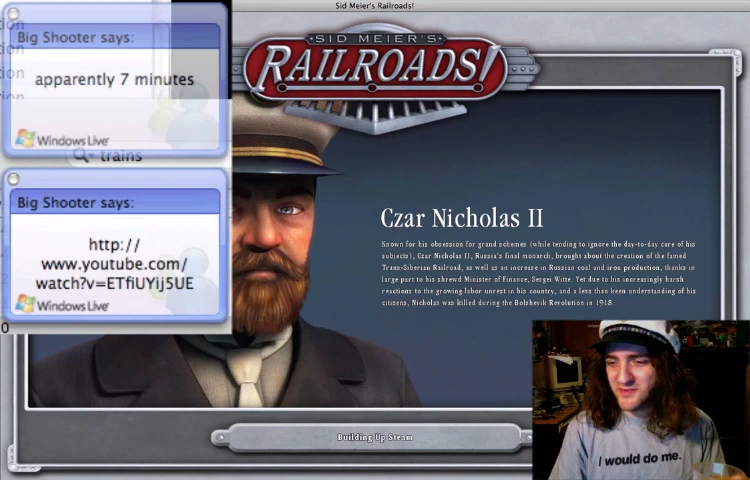 Sid Meier's Railroads!
Big Shooter says:
apparently 7 minutes
Windows Live
trains
Big Shooter says:
http://
www.youtube.com/
watch?v=ETfiUYij5UE
Windows Live
0
SID MEIER'S
RAILROADS!
Czar Nicholas II
Known for his obsession for grand schemes (while tending to ignore the day-to-day care of his
subjects), Czar Nicholas II, Russia's final monarch, brought about the creation of the famed
Trans-Siberian Railroad, as well as an increase in Russian coal and iron production, thanks in
large part to his shrewd Minister of Finance, Sergei Witte. Yet due to his increasingly harsh
reactions to the growing labor unrest in his country, and a less than keen understanding of his
citizens, Nicholas was killed during the Bolshevik Revolution in 1918.
Building Up Steam
I would do me.